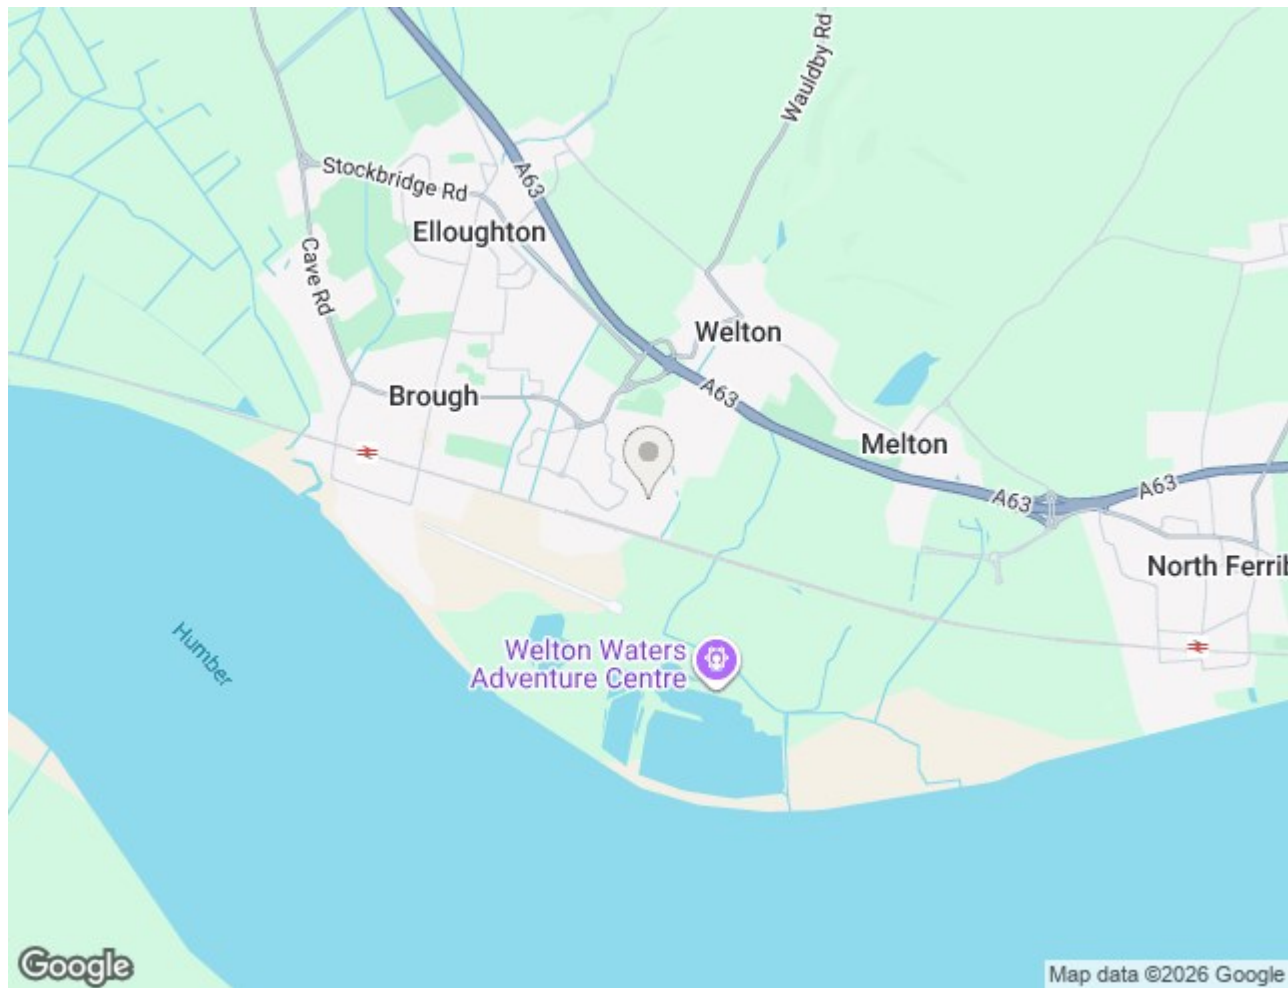 Wauldby Rd
Stockbridge Rd
A63
Elloughton
Cave Rd
Welton
Brough
A63
Melton
A63
A63
North Ferrib
Humber
Welton Waters
Adventure Centre
Google
Map data ©2026 Google